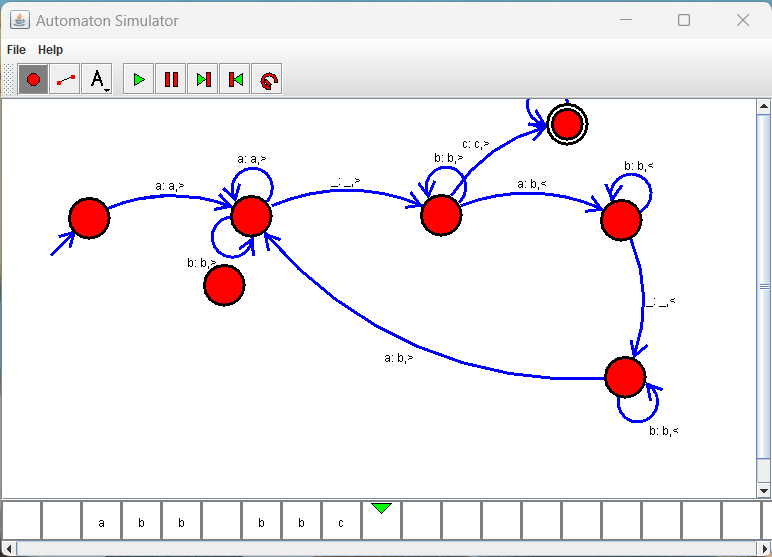 Automaton Simulator
File Help
A
c: c,>
a: a,>
b: b,>
b: b,<
a: a,>
_: _,>
a: b,<
b: b,>
_: _,<
a: b,>
b: b,<
a b b b b c